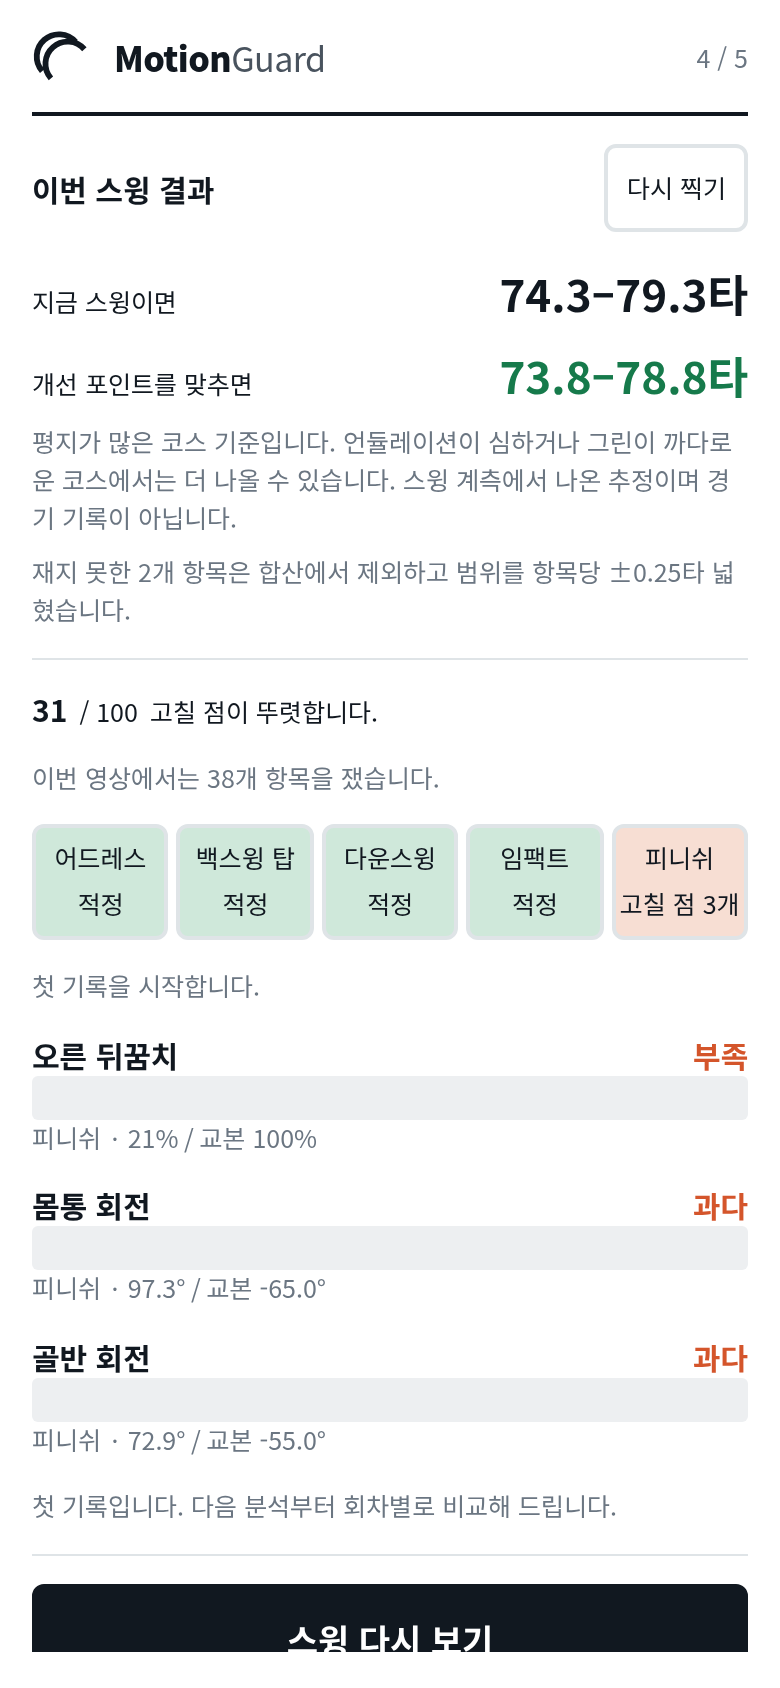 MotionGuard
4 / 5
이번 스윙 결과
다시 찍기
지금 스윙이면
74.3–79.3타
개선 포인트를 맞추면
73.8–78.8타
평지가 많은 코스 기준입니다. 언듈레이션이 심하거나 그린이 까다로
운 코스에서는 더 나올 수 있습니다. 스윙 계측에서 나온 추정이며 경
기 기록이 아닙니다.
재지 못한 2개 항목은 합산에서 제외하고 범위를 항목당 ±0.25타 넓
혔습니다.
31 / 100 고칠 점이 뚜렷합니다.
이번 영상에서는 38개 항목을 쟀습니다.
어드레스
적정
백스윙 탑
적정
다운스윙
적정
임팩트
적정
피니쉬
고칠 점 3개
첫 기록을 시작합니다.
오른 뒤꿈치
부족
피니쉬 · 21% / 교본 100%
몸통 회전
과다
피니쉬 · 97.3° / 교본 -65.0°
골반 회전
과다
피니쉬 · 72.9° / 교본 -55.0°
첫 기록입니다. 다음 분석부터 회차별로 비교해 드립니다.
스윙 다시 보기